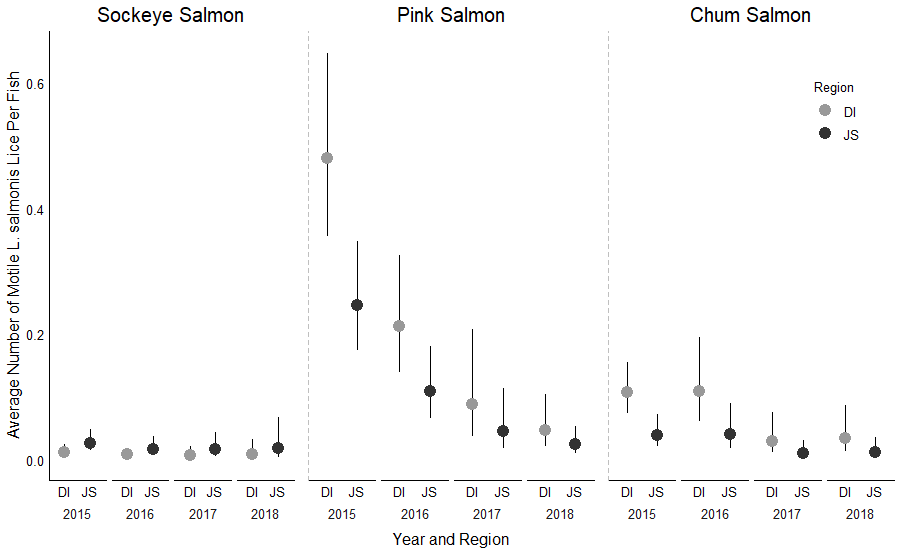 Sockeye Salmon Pink Salmon Chum Salmon
Average Number of Motile L. salmonis Lice Per Fish
0.6
0.4
0.2
0.0
Region
DI
JS
DI JS DI JS DI JS DI JS DI JS DI JS DI JS DI JS DI JS DI JS DI JS DI JS
2015 2016 2017 2018 2015 2016 2017 2018 2015 2016 2017 2018
Year and Region